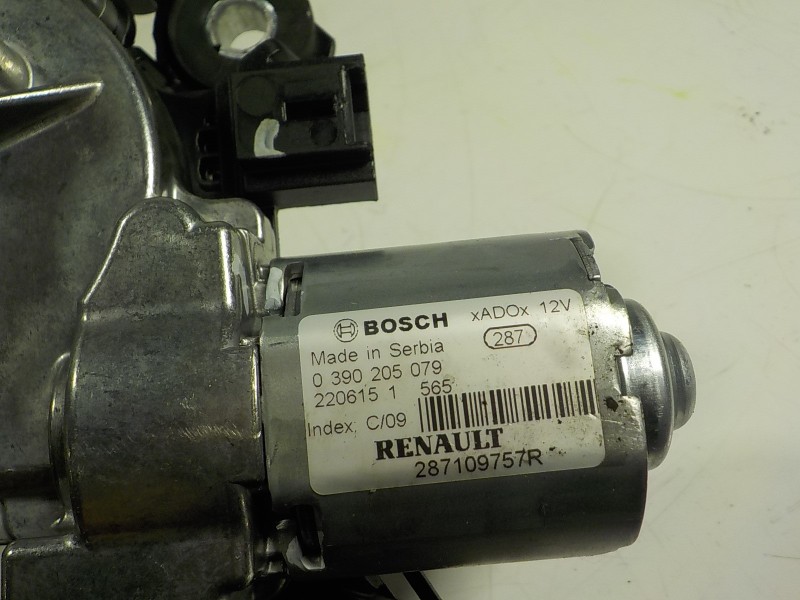 BOSCH xADOx 12V
Made in Serbia 287
0 390 205 079
220615 1 565
Index C/09
RENAULT
287109757R